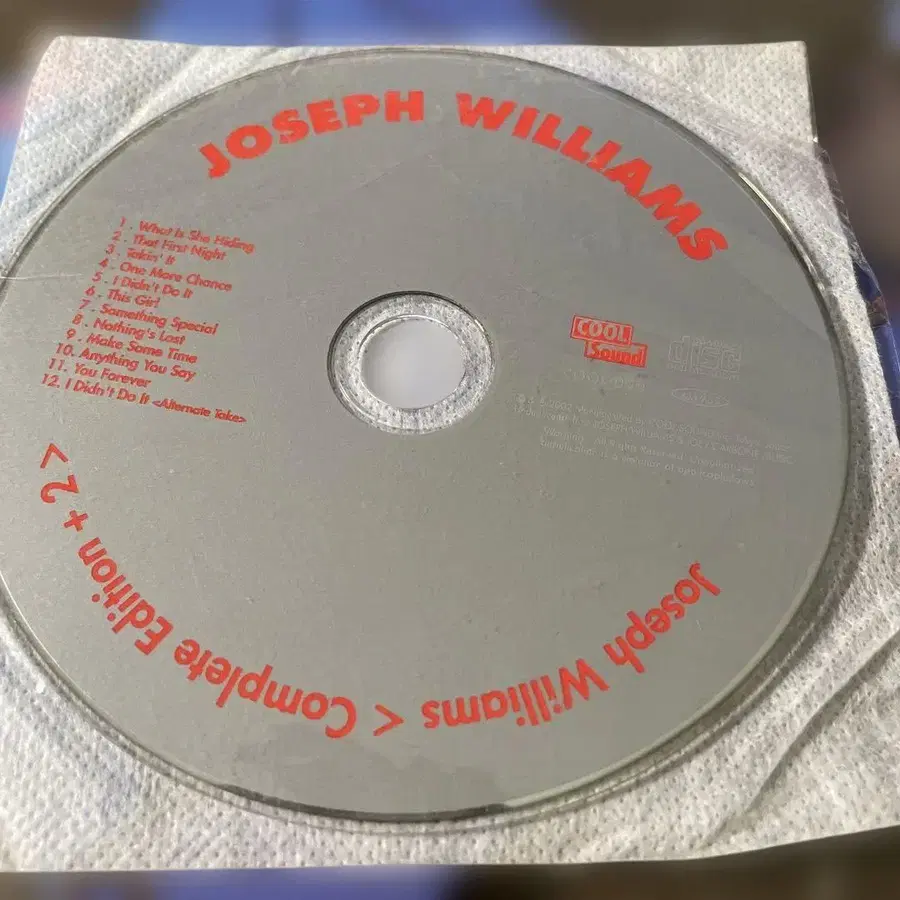 JOSEPH WILLIAMS
1. What Is She Hiding
2. That First Night
3. Takin' It
4. One More Chance
5. I Didn't Do It
6. This Girl
7. Something Special
8. Nothing's Lost
9. Make Some Time
10. Anything You Say
11. You Forever
12. I Didn't Do It <Alternate Take>
COOL
Sound
disc
Joseph Williams < Complete Edition + 2 >